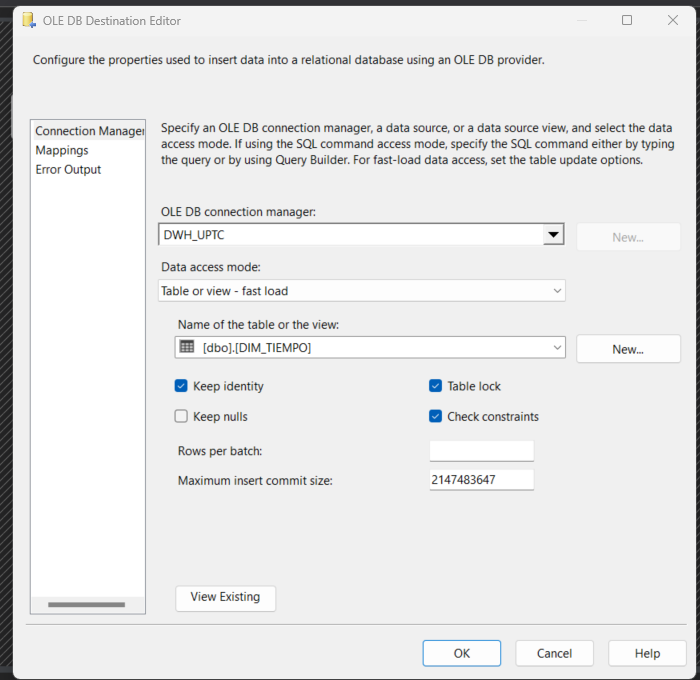 OLE DB Destination Editor
Configure the properties used to insert data into a relational database using an OLE DB provider.
Connection Manager
Mappings
Error Output
Specify an OLE DB connection manager, a data source, or a data source view, and select the data
access mode. If using the SQL command access mode, specify the SQL command either by typing
the query or by using Query Builder. For fast-load data access, set the table update options.
OLE DB connection manager:
DWH_UPTC
New...
Data access mode:
Table or view - fast load
Name of the table or the view:
[dbo].[DIM_TIEMPO]
New...
Keep identity
Table lock
Keep nulls
Check constraints
Rows per batch:
Maximum insert commit size:
2147483647
View Existing
OK
Cancel
Help